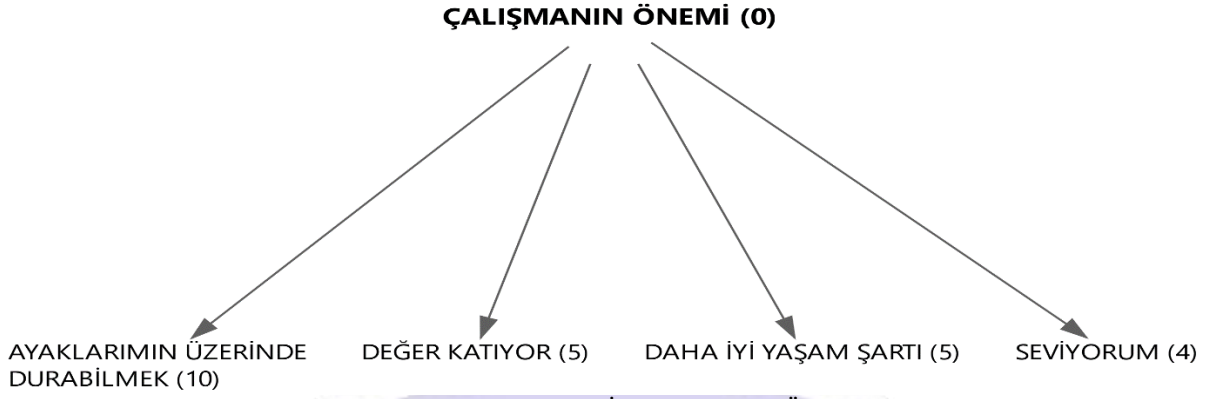 ÇALIŞMANIN ÖNEMİ (0)
AYAKLARIMIN ÜZERİNDE
DURABİLMEK (10)
DEĞER KATIYOR (5)
DAHA İYİ YAŞAM ŞARTI (5)
SEVİYORUM (4)